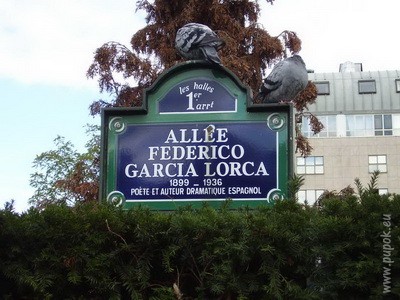 les halles
1er arrt
ALLÉE
FEDERICO
GARCIA LORCA
1899 - 1936
POÈTE ET AUTEUR DRAMATIQUE ESPAGNOL
www.pupok.eu